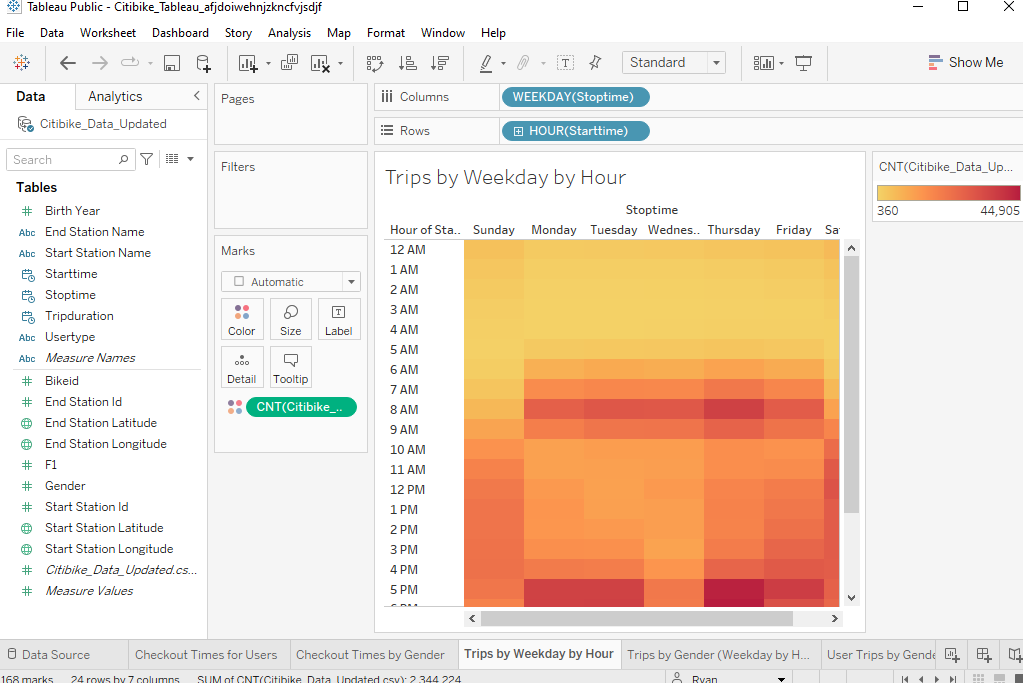 Tableau Public - Citibike_Tableau_afjdoiwehnjzkncfvjsdjf
File Data Worksheet Dashboard Story Analysis Map Format Window Help
Standard
Show Me
Data Analytics
Citibike_Data_Updated
Search
Tables
# Birth Year
Abc End Station Name
Abc Start Station Name
Starttime
Stoptime
Tripduration
Abc Usertype
Abc Measure Names
# Bikeid
# End Station Id
End Station Latitude
End Station Longitude
# F1
# Gender
# Start Station Id
Start Station Latitude
Start Station Longitude
# Citibike_Data_Updated.cs...
# Measure Values
Pages
Filters
Marks
Automatic
Color Size Label
Detail Tooltip
CNT(Citibike_..
Columns WEEKDAY(Stoptime)
Rows HOUR(Starttime)
Trips by Weekday by Hour
Stoptime
Hour of Sta.. Sunday Monday Tuesday Wednes.. Thursday Friday Sa
12 AM
1 AM
2 AM
3 AM
4 AM
5 AM
6 AM
7 AM
8 AM
9 AM
10 AM
11 AM
12 PM
1 PM
2 PM
3 PM
4 PM
5 PM
6 PM
CNT(Citibike_Data_Up...
360 44,905
Data Source Checkout Times for Users Checkout Times by Gender Trips by Weekday by Hour Trips by Gender (Weekday by H... User Trips by Gende
168 marks 24 rows by 7 columns SUM of CNT(Citibike_Data_Updated.csv): 2,344,224 Ryan